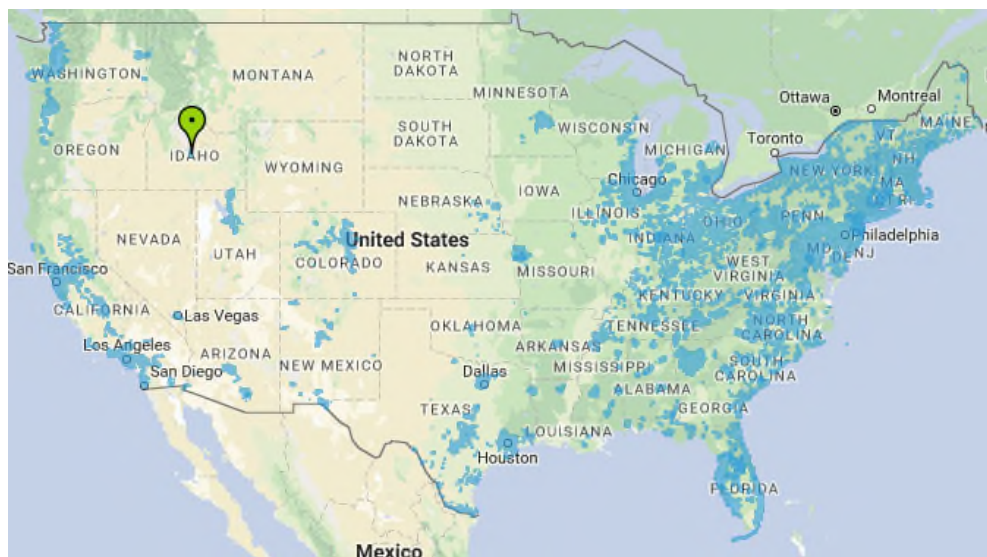 NORTH
DAKOTA
WASHINGTON
MONTANA
MINNESOTA
Ottawa
Montreal
MAINE
VT
WISCONSIN
SOUTH
DAKOTA
Toronto
OREGON
IDAHO
MICHIGAN
NH
WYOMING
NEW YORK
MA
Chicago
IOWA
CT RI
NEBRASKA
ILLINOIS
OHIO
PENN
NEVADA
UTAH
United States
INDIANA
Philadelphia
MD
DE
NJ
COLORADO
KANSAS
MISSOURI
WEST
VIRGINIA
San Francisco
KENTUCKY
VIRGINIA
CALIFORNIA
Las Vegas
OKLAHOMA
TENNESSEE
NORTH
CAROLINA
Los Angeles
ARIZONA
NEW MEXICO
ARKANSAS
MISSISSIPPI
SOUTH
CAROLINA
San Diego
Dallas
ALABAMA
TEXAS
GEORGIA
LOUISIANA
Houston
FLORIDA
Mexico